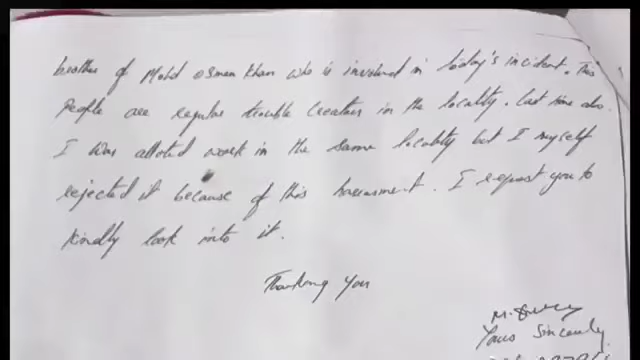 brother of Mohd Osman Khan who is involved in today's incident. This
People are regular trouble creators in the locality. Last time also
I was alloted work in the same locality but I myself
rejected it because of this harrasment. I request you to
kindly look into it.
Thanking You
Yours Sincerely